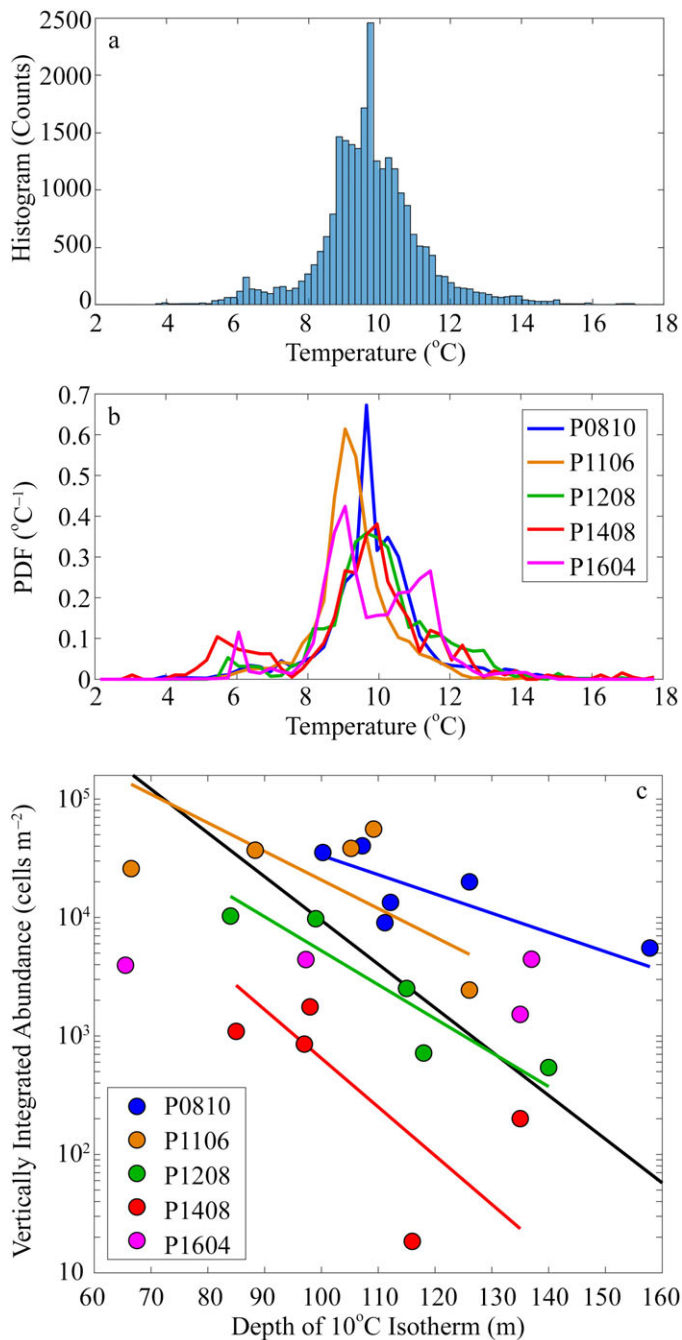 2500
a
2000
Histogram (Counts)
1500
1000
500
0
2 4 6 8 10 12 14 16 18
Temperature (°C)
0.7
b
0.6
P0810
0.5
P1106
PDF (°C⁻¹)
0.4
P1208
0.3
P1408
0.2
P1604
0.1
0
2 4 6 8 10 12 14 16 18
Temperature (°C)
c
10⁵
Vertically Integrated Abundance (cells m⁻²)
10⁴
10³
P0810
P1106
10²
P1208
P1408
P1604
10
60 70 80 90 100 110 120 130 140 150 160
Depth of 10°C Isotherm (m)